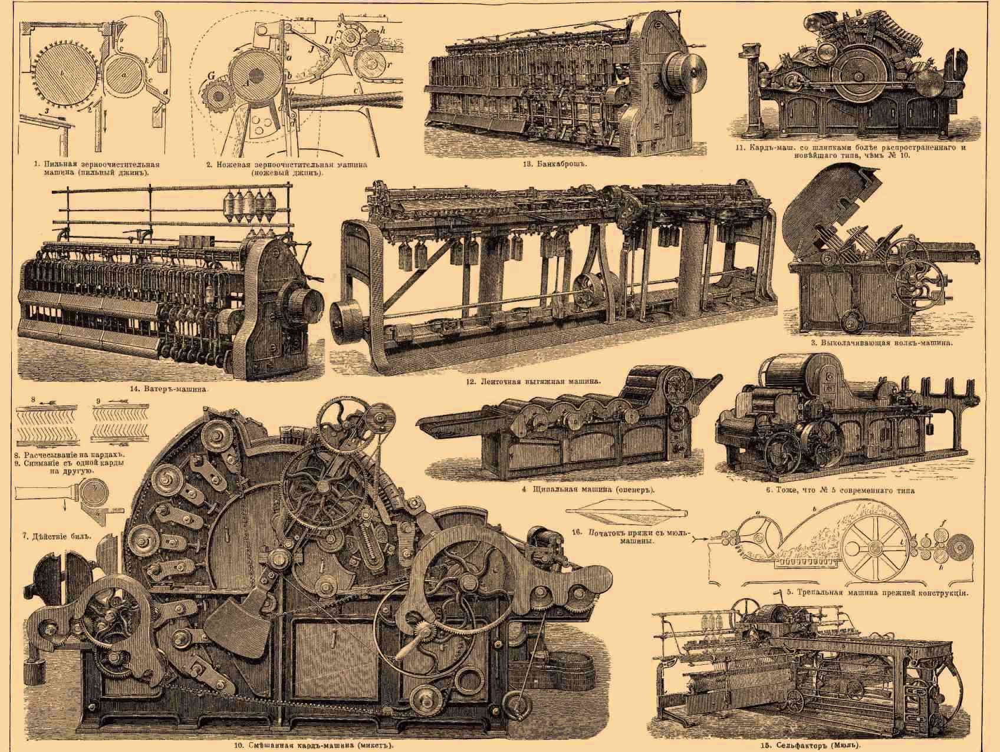 1. Пильная зерноочистительная
машина (пильный джинъ).
2. Ножевая зерноочистительная машина
(ножевый джинъ).
13. Банкаброшъ.
11. Кардъ-маш. со шляпками болѣе распространеннаго и
новѣйшаго типа, чѣмъ № 10.
14. Ватеръ-машина.
12. Ленточная вытяжная машина.
3. Выколачивающая волкъ-машина.
8 9
8. Расчесываніе на кардахъ.
9. Сниманіе съ одной карды
на другую.
4 Щипальная машина (опенеръ).
6. Тоже, что № 5 современнаго типа
7. Дѣйствіе билъ.
16. Початокъ пряжи съ мюль-
машины.
5. Трепальная машина прежней конструкціи.
10. Смѣшанная кардъ-машина (микстъ).
15. Сельфакторъ (Мюль).